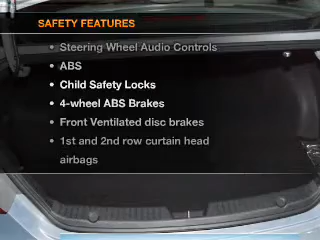 SAFETY FEATURES
• Steering Wheel Audio Controls
• ABS
• Child Safety Locks
• 4-wheel ABS Brakes
• Front Ventilated disc brakes
• 1st and 2nd row curtain head
airbags